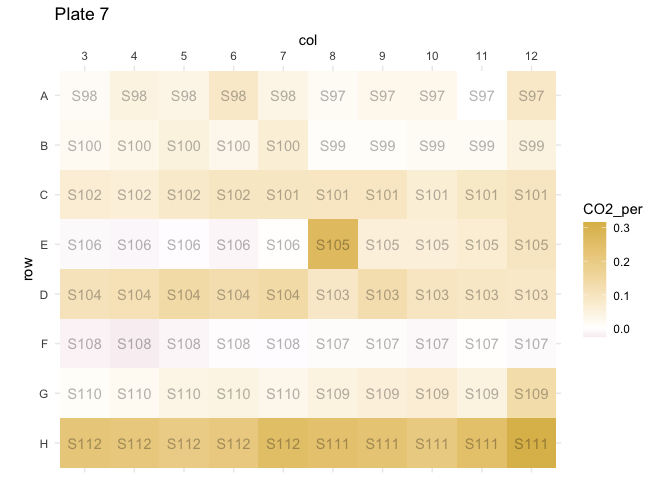 Plate 7
col
3 4 5 6 7 8 9 10 11 12
A S98 S98 S98 S98 S98 S97 S97 S97 S97 S97
B S100 S100 S100 S100 S100 S99 S99 S99 S99 S99
C S102 S102 S102 S102 S101 S101 S101 S101 S101 S101
E S106 S106 S106 S106 S106 S105 S105 S105 S105 S105
D S104 S104 S104 S104 S104 S103 S103 S103 S103 S103
F S108 S108 S108 S108 S108 S107 S107 S107 S107 S107
G S110 S110 S110 S110 S110 S109 S109 S109 S109 S109
H S112 S112 S112 S112 S112 S111 S111 S111 S111 S111
row
CO2_per
0.3
0.2
0.1
0.0